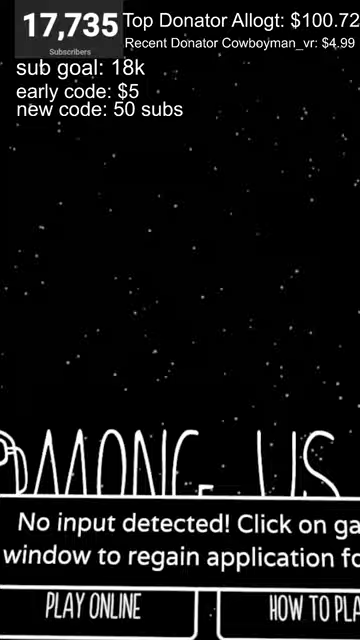 17,735
Subscribers
Top Donator Allogt: $100.72
Recent Donator Cowboyman_vr: $4.99
sub goal: 18k
early code: $5
new code: 50 subs
AMONG US
No input detected! Click on ga
window to regain application fo
PLAY ONLINE
HOW TO PLA